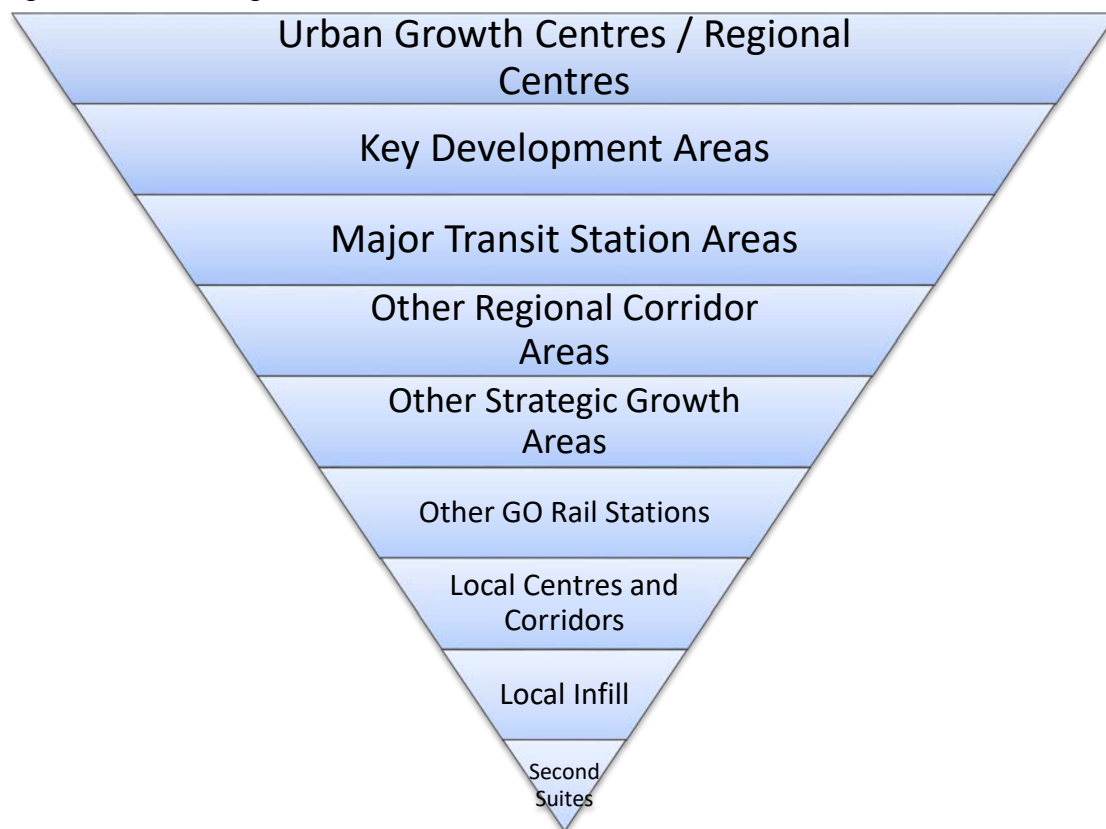 Urban Growth Centres / Regional
Centres
Key Development Areas
Major Transit Station Areas
Other Regional Corridor
Areas
Other Strategic Growth
Areas
Other GO Rail Stations
Local Centres and
Corridors
Local Infill
Second
Suites